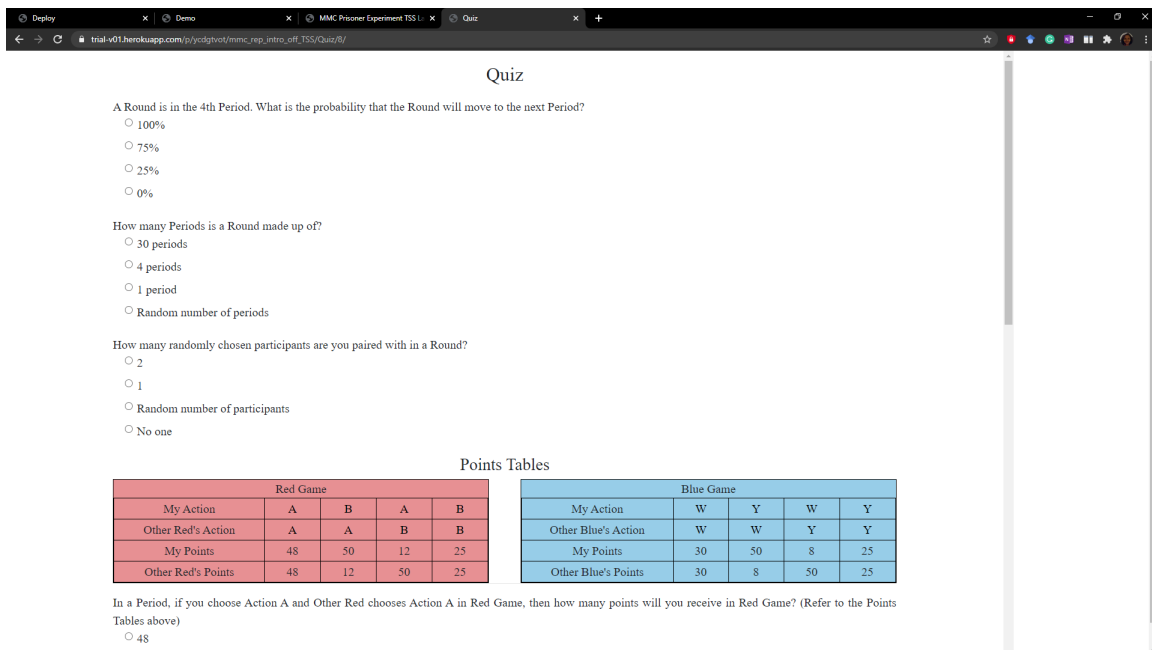 Deploy
Demo
MMC Prisoner Experiment TSS L
Quiz
trial-v01.herokuapp.com/p/ycdgtvot/mmc_rep_intro_off_TSS/Quiz/8/
Quiz
A Round is in the 4th Period. What is the probability that the Round will move to the next Period?
100%
75%
25%
0%
How many Periods is a Round made up of?
30 periods
4 periods
1 period
Random number of periods
How many randomly chosen participants are you paired with in a Round?
2
1
Random number of participants
No one
Points Tables
Red Game
My Action A B A B
Other Red's Action A A B B
My Points 48 50 12 25
Other Red's Points 48 12 50 25
Blue Game
My Action W Y W Y
Other Blue's Action W W Y Y
My Points 30 50 8 25
Other Blue's Points 30 8 50 25
In a Period, if you choose Action A and Other Red chooses Action A in Red Game, then how many points will you receive in Red Game? (Refer to the Points
Tables above)
48